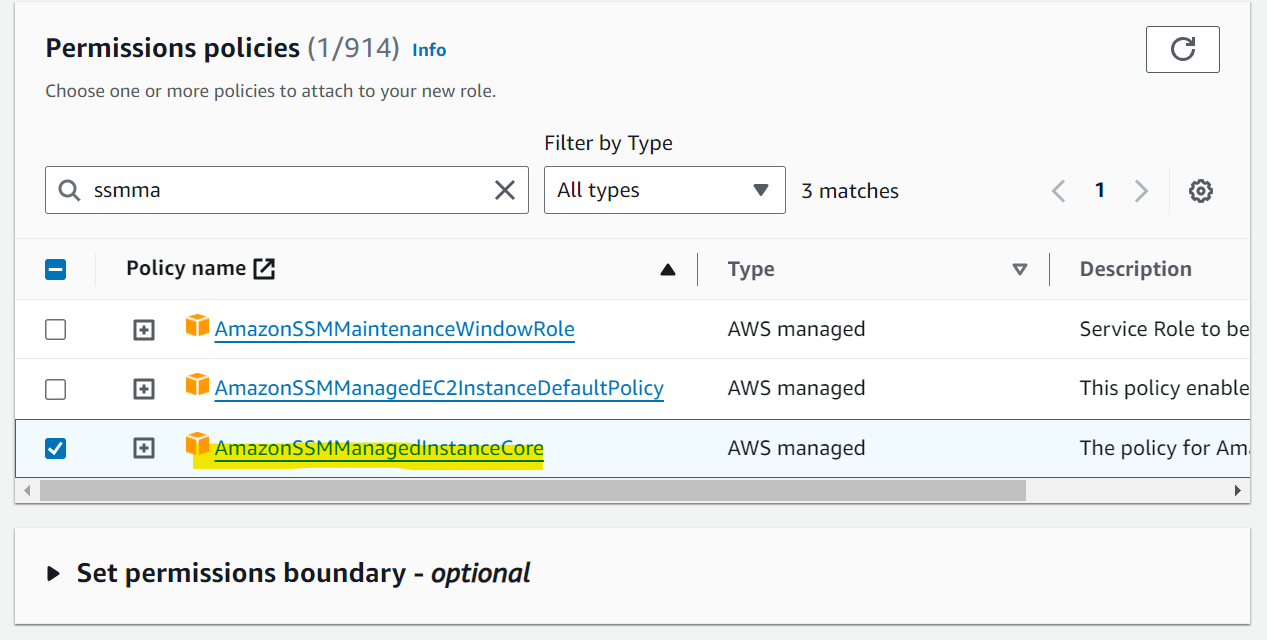 Permissions policies (1/914) Info
Choose one or more policies to attach to your new role.
Filter by Type
ssmma
All types
3 matches
1
Policy name
Type
Description
AmazonSSMMaintenanceWindowRole
AWS managed
Service Role to be
AmazonSSMManagedEC2InstanceDefaultPolicy
AWS managed
This policy enable
AmazonSSMManagedInstanceCore
AWS managed
The policy for Ama
Set permissions boundary - optional